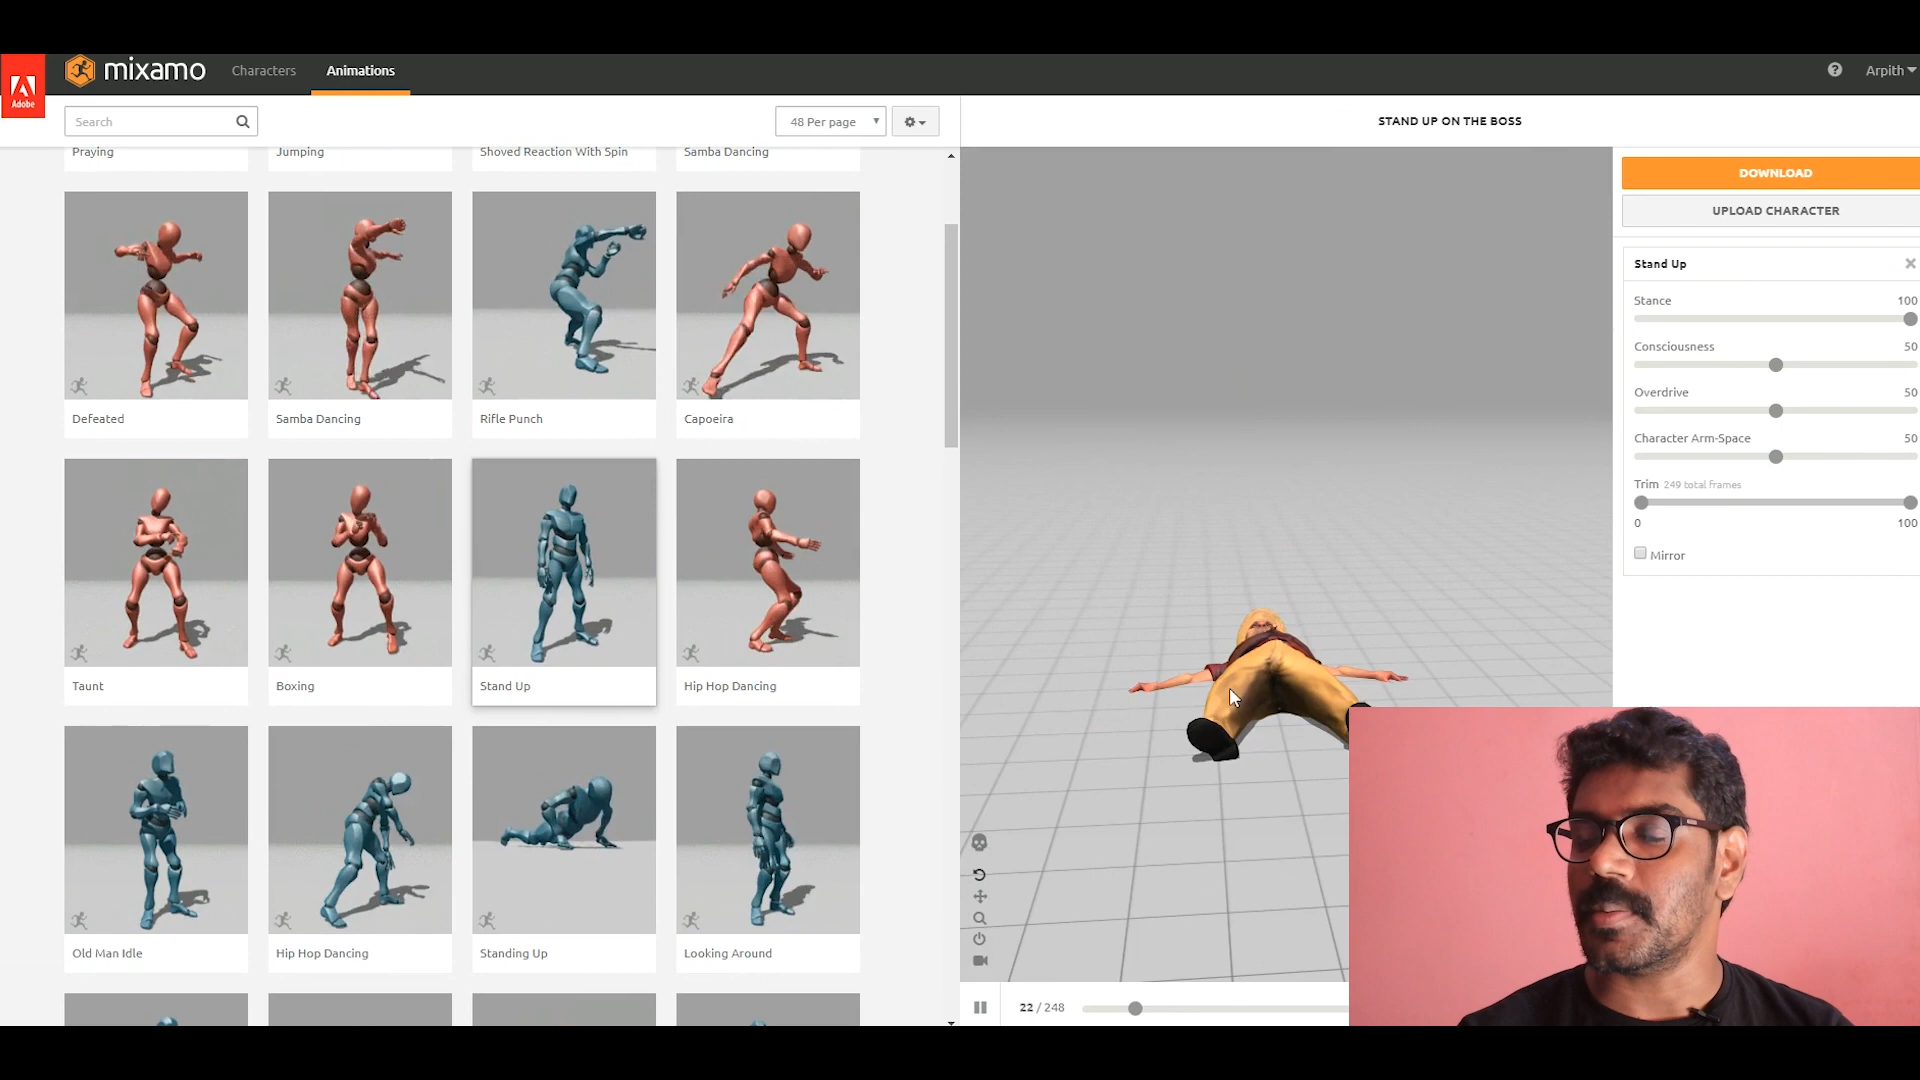 Adobe
mixamo
Characters
Animations
Arpith
Search
48 Per page
STAND UP ON THE BOSS
Praying
Jumping
Shoved Reaction With Spin
Samba Dancing
DOWNLOAD
UPLOAD CHARACTER
Stand Up
Stance 100
Consciousness 50
Overdrive 50
Character Arm-Space 50
Trim 249 total frames
0 100
Mirror
Defeated
Samba Dancing
Rifle Punch
Capoeira
Taunt
Boxing
Stand Up
Hip Hop Dancing
Old Man Idle
Hip Hop Dancing
Standing Up
Looking Around
22 / 248